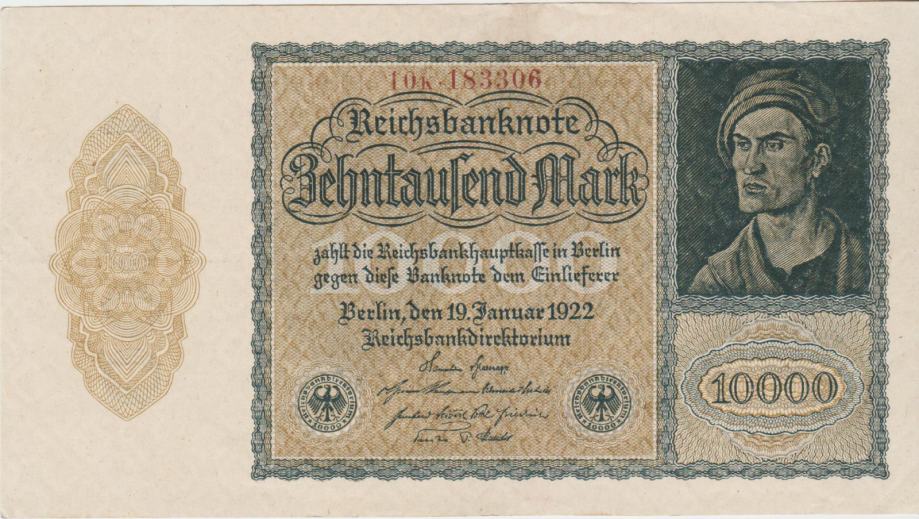 10K·183306
Reichsbanknote
Zehntauſend Mark
10000
zahlt die Reichsbankhauptkaſſe in Berlin
gegen dieſe Banknote dem Einlieferer
Berlin, den 19. Januar 1922
Reichsbankdirektorium
10000